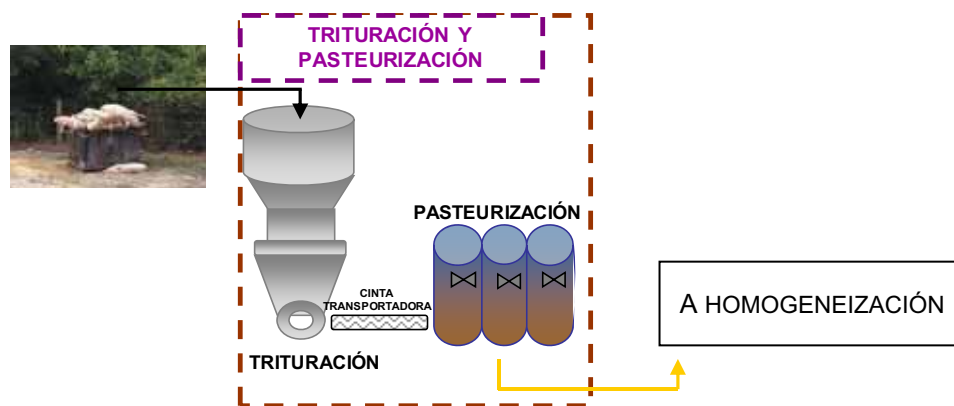 TRITURACIÓN Y
PASTEURIZACIÓN
PASTEURIZACIÓN
CINTA
TRANSPORTADORA
TRITURACIÓN
A HOMOGENEIZACIÓN